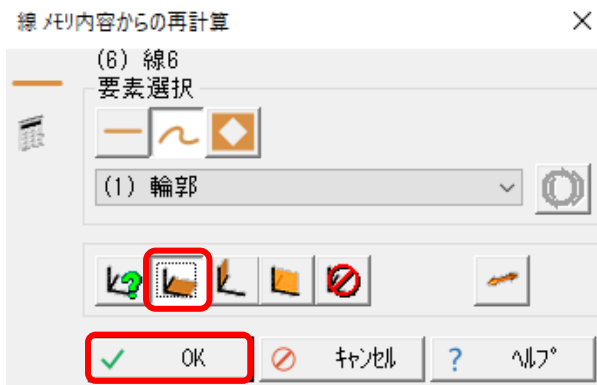 線 ﾒﾓﾘ内容からの再計算
(6) 線6
要素選択
(1) 輪郭
OK
ｷｬﾝｾﾙ
? ﾍﾙﾌﾟ